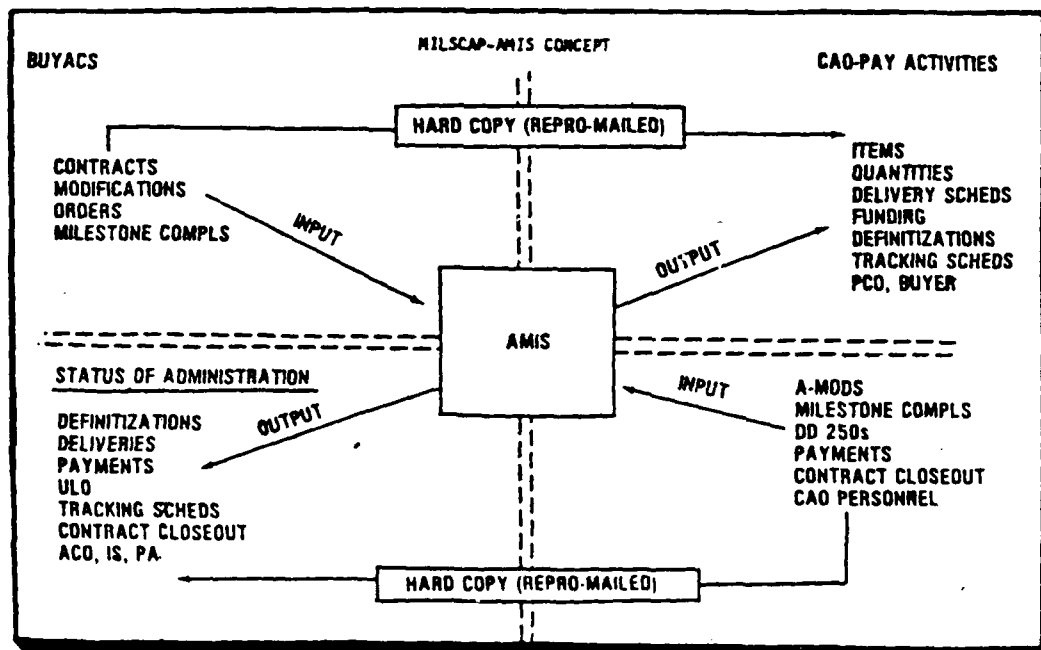 MILSCAP-AMIS CONCEPT
BUYACS
CAO-PAY ACTIVITIES
HARD COPY (REPRO-MAILED)
CONTRACTS
MODIFICATIONS
ORDERS
MILESTONE COMPLS
INPUT
ITEMS
QUANTITIES
DELIVERY SCHEDS
FUNDING
DEFINITIZATIONS
TRACKING SCHEDS
PCO, BUYER
OUTPUT
AMIS
STATUS OF ADMINISTRATION
DEFINITIZATIONS
DELIVERIES
PAYMENTS
ULO
TRACKING SCHEDS
CONTRACT CLOSEOUT
ACO, IS, PA
OUTPUT
INPUT
A-MODS
MILESTONE COMPLS
DD 250s
PAYMENTS
CONTRACT CLOSEOUT
CAO PERSONNEL
HARD COPY (REPRO-MAILED)